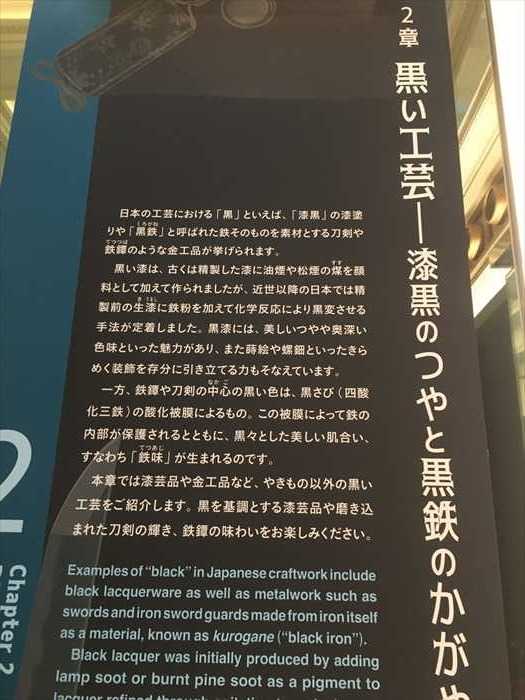 2章 黒い工芸―漆黒のつやと黒鉄のかがや
日本の工芸における「黒」といえば、「漆黒」の漆塗
りや「黒鉄」と呼ばれた鉄そのものを素材とする刀剣や
鉄鐔のような金工品が挙げられます。
黒い漆は、古くは精製した漆に油煙や松煙の煤を顔
料として加えて作られましたが、近世以降の日本では精
製前の生漆に鉄粉を加えて化学反応により黒変させる
手法が定着しました。黒漆には、美しいつやや奥深い
色味といった魅力があり、また蒔絵や螺鈿といったきら
めく装飾を存分に引き立てる力もそなえています。
一方、鉄鐔や刀剣の中心の黒い色は、黒さび（四酸
化三鉄）の酸化被膜によるもの。この被膜によって鉄の
内部が保護されるとともに、黒々とした美しい肌合い、
すなわち「鉄味」が生まれるのです。
本章では漆芸品や金工品など、やきもの以外の黒い
工芸をご紹介します。黒を基調とする漆芸品や磨き込
まれた刀剣の輝き、鉄鐔の味わいをお楽しみください。
Examples of “black” in Japanese craftwork include
black lacquerware as well as metalwork such as
swords and iron sword guards made from iron itself
as a material, known as kurogane (“black iron”).
Black lacquer was initially produced by adding
lamp soot or burnt pine soot as a pigment to
lacquer refined through
Chapter 2